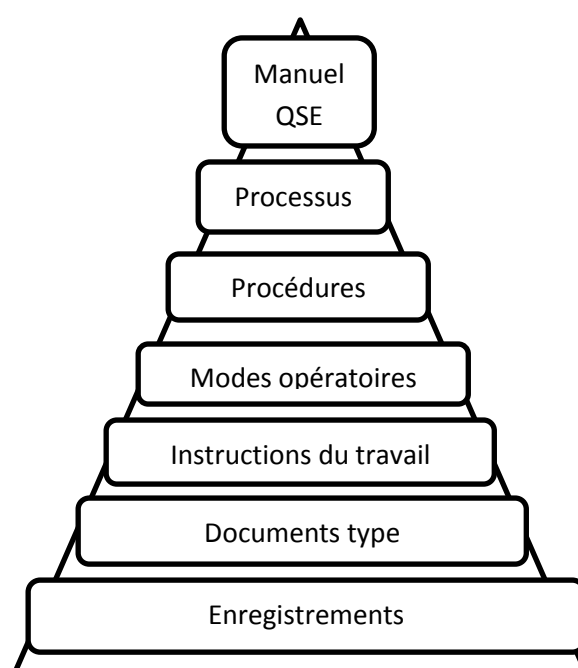 Manuel
QSE
Processus
Procédures
Modes opératoires
Instructions du travail
Documents type
Enregistrements